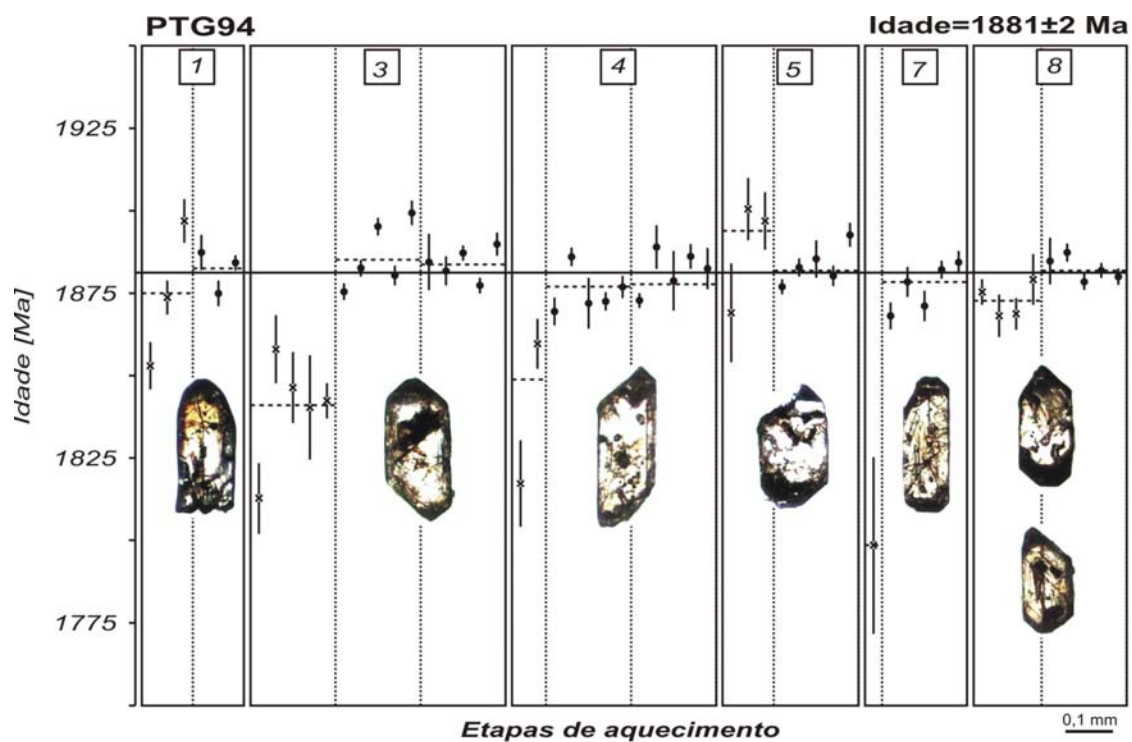 PTG94
Idade=1881±2 Ma
1 3 4 5 7 8
1925
1875
1825
1775
Idade [Ma]
Etapas de aquecimento
0,1 mm